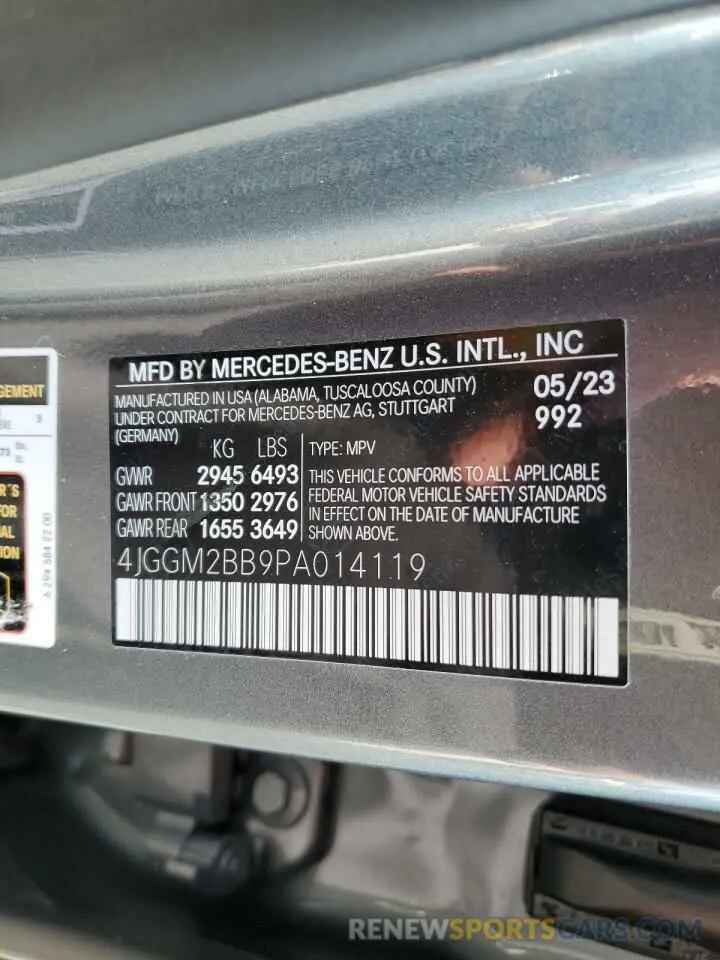 MFD BY MERCEDES-BENZ U.S. INTL., INC
MANUFACTURED IN USA (ALABAMA, TUSCALOOSA COUNTY)
UNDER CONTRACT FOR MERCEDES-BENZ AG, STUTTGART
(GERMANY)
05/23
992
KG LBS
GVWR 2945 6493
GAWR FRONT 1350 2976
GAWR REAR 1655 3649
TYPE: MPV
THIS VEHICLE CONFORMS TO ALL APPLICABLE
FEDERAL MOTOR VEHICLE SAFETY STANDARDS
IN EFFECT ON THE DATE OF MANUFACTURE
SHOWN ABOVE.
4JGGM2BB9PA014119
GEMENT
RENEWSPORTSCARS.COM